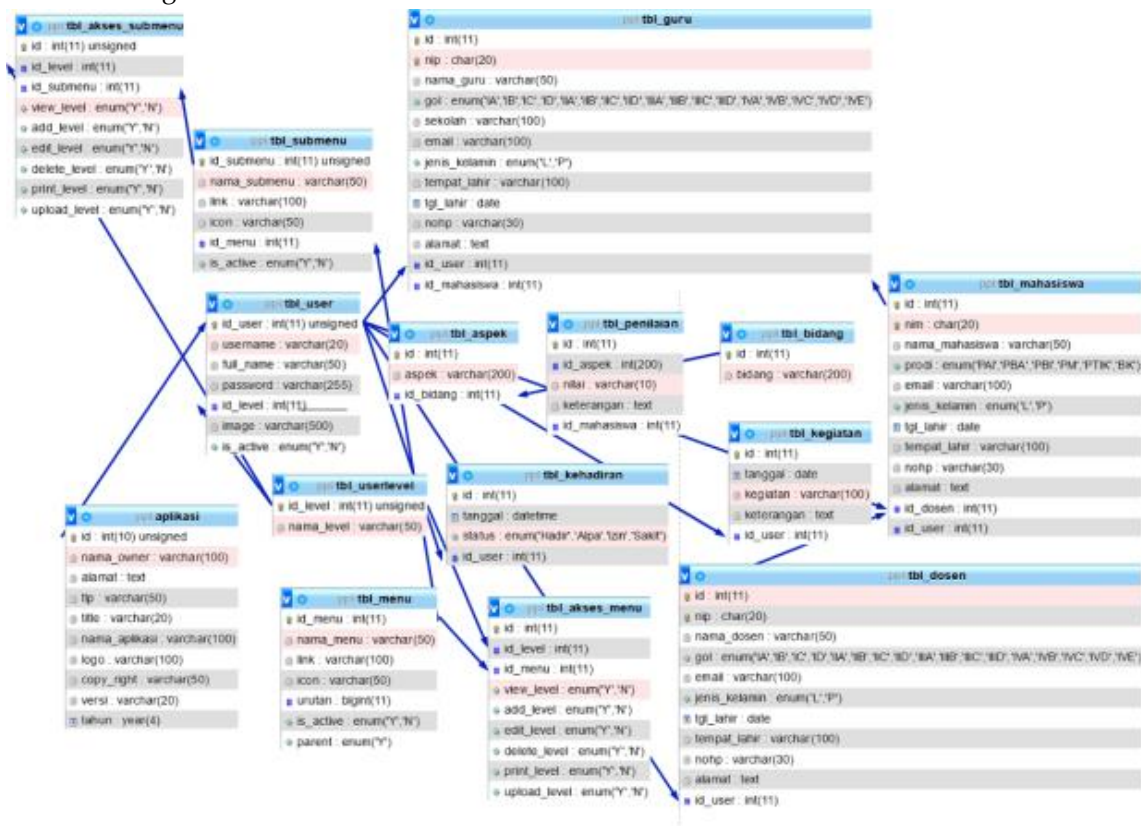 tbl_akses_submenu
id : int(11) unsigned
id_level : int(11)
id_submenu : int(11)
view_level : enum('Y','N')
add_level : enum('Y','N')
edit_level : enum('Y','N')
delete_level : enum('Y','N')
print_level : enum('Y','N')
upload_level : enum('Y','N')
tbl_submenu
id_submenu : int(11) unsigned
nama_submenu : varchar(50)
link : varchar(100)
icon : varchar(50)
id_menu : int(11)
is_active : enum('Y','N')
tbl_guru
id : int(11)
nip : char(20)
nama_guru : varchar(50)
gol : enum('IA','IB','IC','ID','IIA','IIB','IIC','IID','IIIA','IIIB','IIIC','IIID','IVA','IVB','IVC','IVD','IVE')
sekolah : varchar(100)
email : varchar(100)
jenis_kelamin : enum('L','P')
tempat_lahir : varchar(100)
tgl_lahir : date
nohp : varchar(30)
alamat : text
id_user : int(11)
id_mahasiswa : int(11)
tbl_user
id_user : int(11) unsigned
username : varchar(20)
full_name : varchar(50)
password : varchar(255)
id_level : int(11)
image : varchar(500)
is_active : enum('Y','N')
tbl_aspek
id : int(11)
aspek : varchar(200)
id_bidang : int(11)
tbl_penilaian
id : int(11)
id_aspek : int(200)
nilai : varchar(10)
keterangan : text
id_mahasiswa : int(11)
tbl_bidang
id : int(11)
bidang : varchar(200)
tbl_mahasiswa
id : int(11)
nim : char(20)
nama_mahasiswa : varchar(50)
prodi : enum('PAI','PBA','PBI','PM','PTIK','BK')
email : varchar(100)
jenis_kelamin : enum('L','P')
tgl_lahir : date
tempat_lahir : varchar(100)
nohp : varchar(30)
alamat : text
id_dosen : int(11)
id_user : int(11)
tbl_kegiatan
id : int(11)
tanggal : date
kegiatan : varchar(100)
keterangan : text
id_user : int(11)
tbl_userlevel
id_level : int(11) unsigned
nama_level : varchar(50)
tbl_kehadiran
id : int(11)
tanggal : datetime
status : enum('Hadir','Alpa','Izin','Sakit')
id_user : int(11)
aplikasi
id : int(10) unsigned
nama_owner : varchar(100)
alamat : text
tlp : varchar(50)
title : varchar(20)
nama_aplikasi : varchar(100)
logo : varchar(100)
copy_right : varchar(50)
versi : varchar(20)
tahun : year(4)
tbl_menu
id_menu : int(11)
nama_menu : varchar(50)
link : varchar(100)
icon : varchar(50)
urutan : bigint(11)
is_active : enum('Y','N')
parent : enum('Y')
tbl_akses_menu
id : int(11)
id_level : int(11)
id_menu : int(11)
view_level : enum('Y','N')
add_level : enum('Y','N')
edit_level : enum('Y','N')
delete_level : enum('Y','N')
print_level : enum('Y','N')
upload_level : enum('Y','N')
tbl_dosen
id : int(11)
nip : char(20)
nama_dosen : varchar(50)
gol : enum('IA','IB','IC','ID','IIA','IIB','IIC','IID','IIIA','IIIB','IIIC','IIID','IVA','IVB','IVC','IVD','IVE')
email : varchar(100)
jenis_kelamin : enum('L','P')
tgl_lahir : date
tempat_lahir : varchar(100)
nohp : varchar(30)
alamat : text
id_user : int(11)